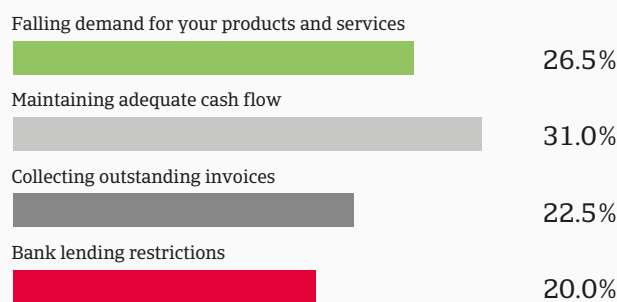 Falling demand for your products and services
26.5%
Maintaining adequate cash flow
31.0%
Collecting outstanding invoices
22.5%
Bank lending restrictions
20.0%